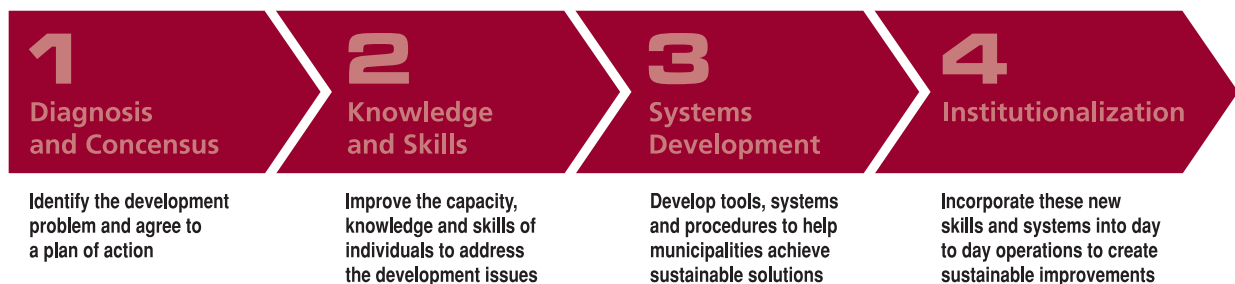 1
Diagnosis
and Concensus
Identify the development
problem and agree to
a plan of action
2
Knowledge
and Skills
Improve the capacity,
knowledge and skills of
individuals to address
the development issues
3
Systems
Development
Develop tools, systems
and procedures to help
municipalities achieve
sustainable solutions
4
Institutionalization
Incorporate these new
skills and systems into day
to day operations to create
sustainable improvements